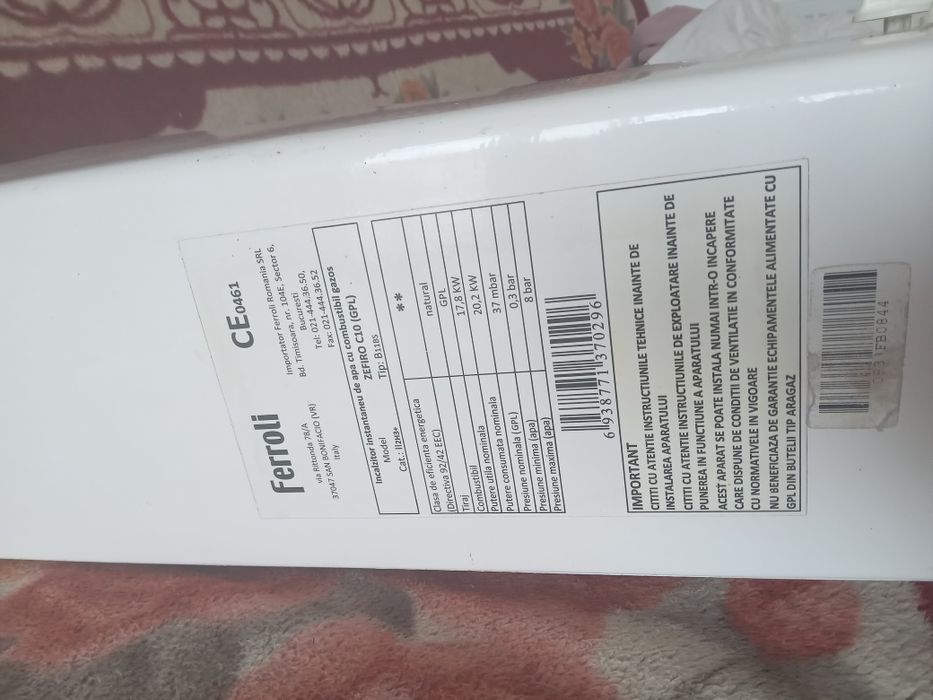 Ferroli
CE0461
via Ritonda 78/A
37047 SAN BONIFACIO (VR)
Italy
Importator Ferroli Romania SRL
Bd. Timisoara, nr. 104E, Sector 6,
Bucuresti
Tel: 021-444.36.50,
Fax: 021-444.36.52
Incalzitor instantaneu de apa cu combustibil gazos
Model ZEFIRO C10 (GPL)
Cat.: II2H3+ Tip: B11BS
Clasa de eficienta energetica **
(Directiva 92/42 EEC)
Tiraj natural
Combustibil GPL
Putere utila nominala 17,8 KW
Putere consumata nominala 20,2 KW
Presiune nominala (GPL) 37 mbar
Presiune minima (apa) 0,3 bar
Presiune maxima (apa) 8 bar
6938771370296
IMPORTANT
CITITI CU ATENTIE INSTRUCTIUNILE TEHNICE INAINTE DE
INSTALAREA APARATULUI
CITITI CU ATENTIE INSTRUCTIUNILE DE EXPLOATARE INAINTE DE
PUNEREA IN FUNCTIUNE A APARATULUI
ACEST APARAT SE POATE INSTALA NUMAI INTR-O INCAPERE
CARE DISPUNE DE CONDITII DE VENTILATIE IN CONFORMITATE
CU NORMATIVELE IN VIGOARE
NU BENEFICIAZA DE GARANTIE ECHIPAMENTELE ALIMENTATE CU
GPL DIN BUTELII TIP ARAGAZ